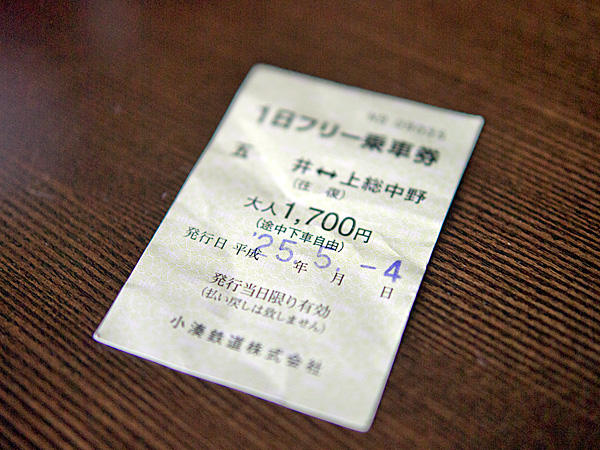 1日フリー乗車券
五井↔上総中野
(往復)
大人1,700円
(途中下車自由)
発行日 平成'25.5.-4
年 月 日
発行当日限り有効
(払い戻しは致しません)
小湊鉄道株式会社